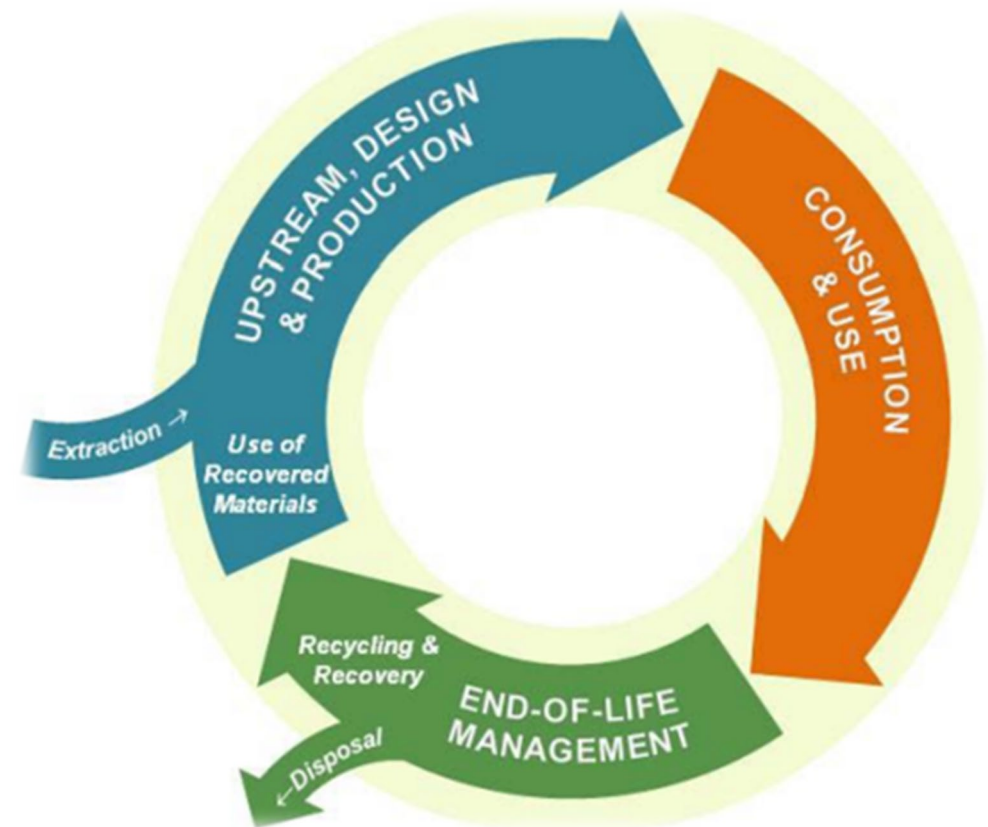 UPSTREAM, DESIGN
& PRODUCTION
CONSUMPTION
& USE
Extraction →
Use of
Recovered
Materials
Recycling &
Recovery
END-OF-LIFE
MANAGEMENT
←Disposal